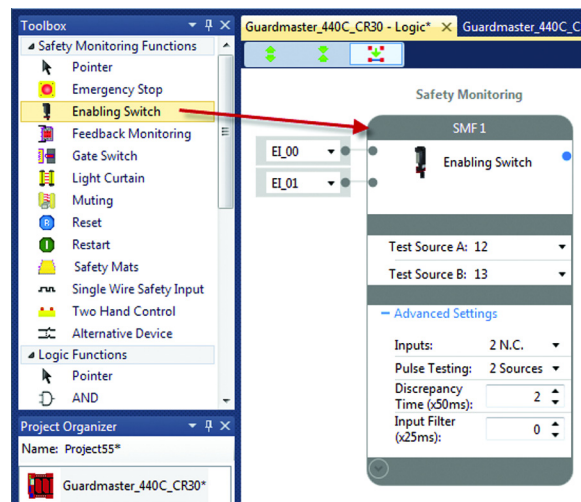 Toolbox
Safety Monitoring Functions
Pointer
Emergency Stop
Enabling Switch
Feedback Monitoring
Gate Switch
Light Curtain
Muting
R Reset
I Restart
Safety Mats
Single Wire Safety Input
Two Hand Control
Alternative Device
Logic Functions
Pointer
AND
Project Organizer
Name: Project55*
Guardmaster_440C_CR30*
Guardmaster_440C_CR30 - Logic*
Guardmaster_440C_C
Safety Monitoring
SMF 1
EI_00
EI_01
Enabling Switch
Test Source A: 12
Test Source B: 13
Advanced Settings
Inputs: 2 N.C.
Pulse Testing: 2 Sources
Discrepancy
Time (x50ms): 2
Input Filter
(x25ms): 0